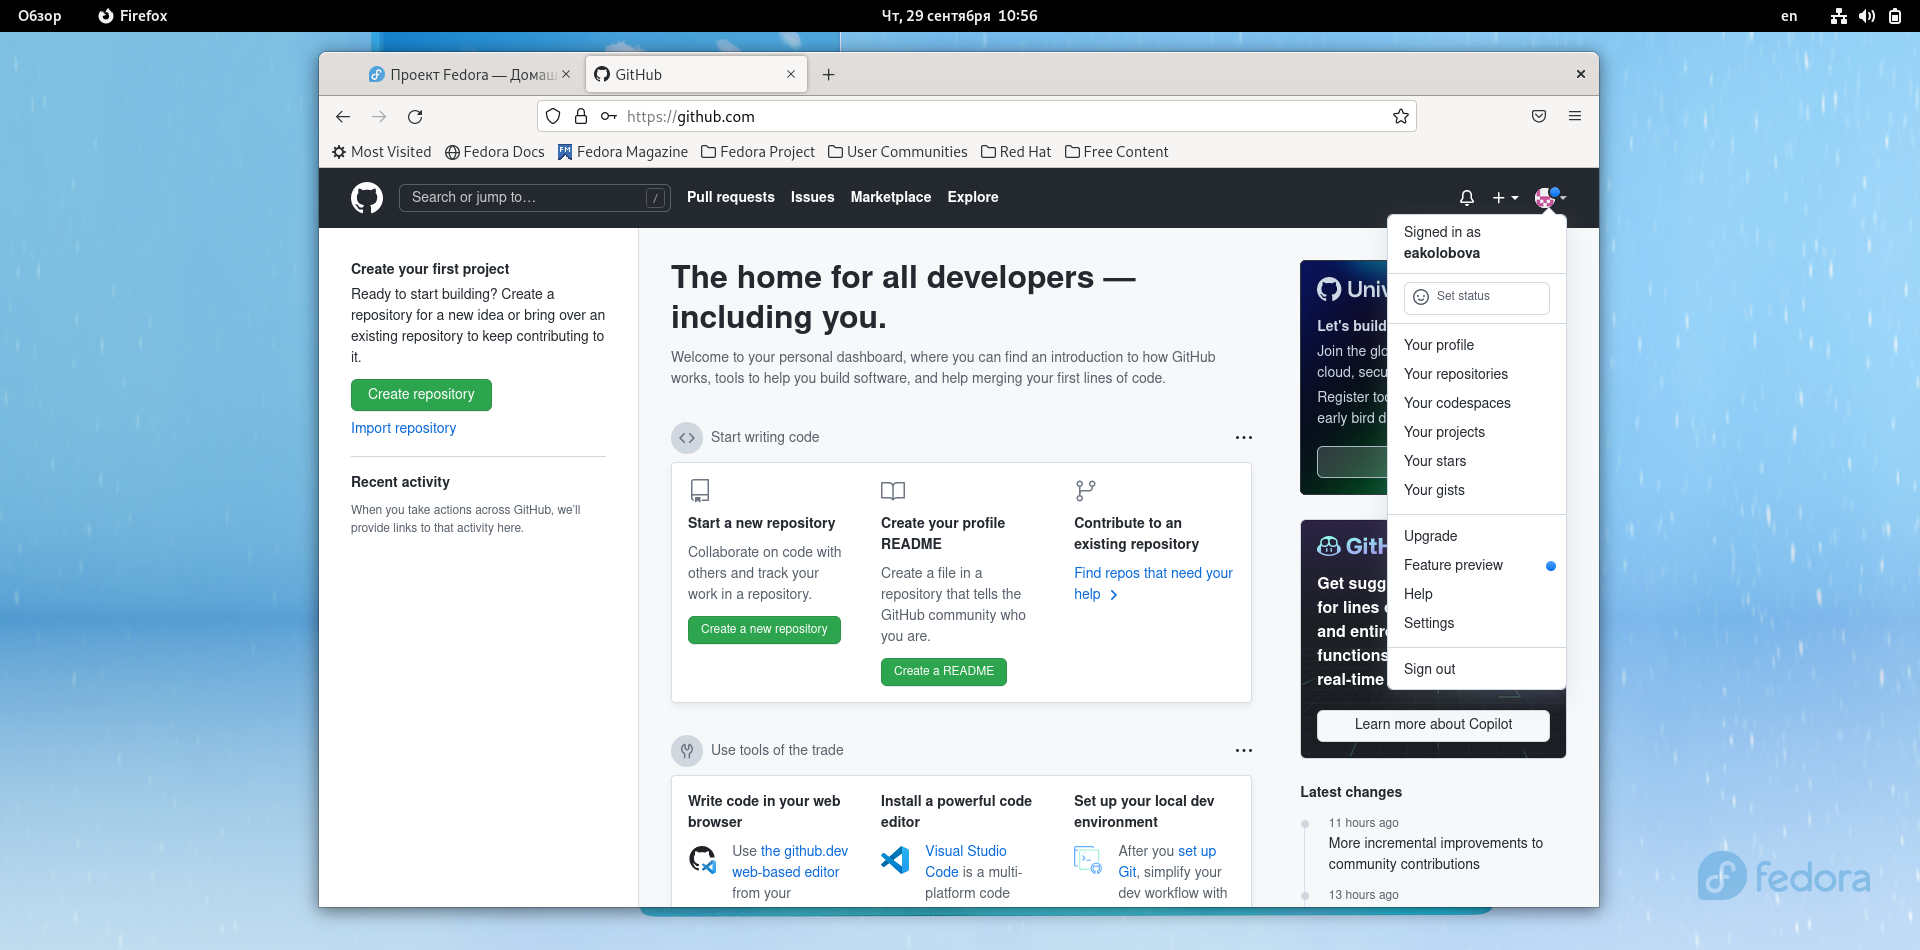 Обзор
Firefox
Чт, 29 сентября 10:56
en
Проект Fedora — Домаш
GitHub
https://github.com
Most Visited
Fedora Docs
Fedora Magazine
Fedora Project
User Communities
Red Hat
Free Content
Search or jump to…
/
Pull requests
Issues
Marketplace
Explore
Create your first project
Ready to start building? Create a
repository for a new idea or bring over an
existing repository to keep contributing to
it.
Create repository
Import repository
Recent activity
When you take actions across GitHub, we'll
provide links to that activity here.
The home for all developers —
including you.
Welcome to your personal dashboard, where you can find an introduction to how GitHub
works, tools to help you build software, and help merging your first lines of code.
Start writing code
Start a new repository
Collaborate on code with
others and track your
work in a repository.
Create a new repository
Create your profile
README
Create a file in a
repository that tells the
GitHub community who
you are.
Create a README
Contribute to an
existing repository
Find repos that need your
help
Use tools of the trade
Write code in your web
browser
Use the github.dev
web-based editor
from your
Install a powerful code
editor
Visual Studio
Code is a multi-
platform code
Set up your local dev
environment
After you set up
Git, simplify your
dev workflow with
Univ
Let's build
Join the glo
cloud, secu
Register too
early bird d
GitH
Get sugg
for lines
and entire
functions
real-time
Learn more about Copilot
Latest changes
11 hours ago
More incremental improvements to
community contributions
13 hours ago
Signed in as
eakolobova
Set status
Your profile
Your repositories
Your codespaces
Your projects
Your stars
Your gists
Upgrade
Feature preview
Help
Settings
Sign out
fedora